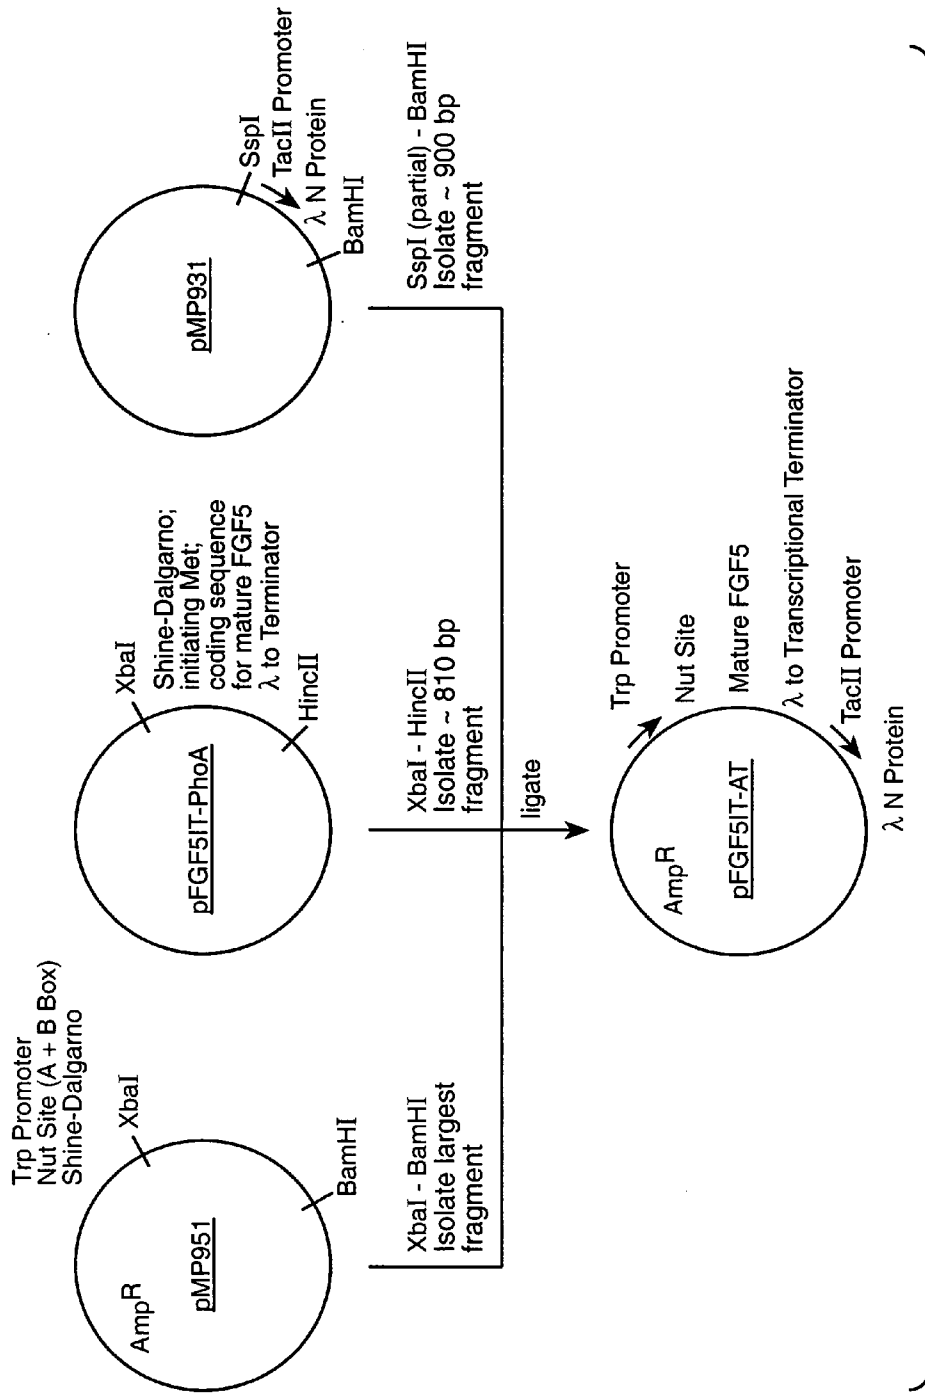 Trp Promoter
Nut Site (A + B Box)
Shine-Dalgarno
XbaI
AmpR
pMP951
BamHI
XbaI - BamHI
Isolate largest
fragment
XbaI
Shine-Dalgarno;
initiating Met;
coding sequence
for mature FGF5
λ to Terminator
pFGF5IT-PhoA
HincII
XbaI - HincII
Isolate ~ 810 bp
fragment
SspI
TacII Promoter
λ N Protein
pMP931
BamHI
SspI (partial) - BamHI
Isolate ~ 900 bp
fragment
ligate
Trp Promoter
Nut Site
AmpR
pFGF5IT-AT
Mature FGF5
λ to Transcriptional Terminator
TacII Promoter
λ N Protein